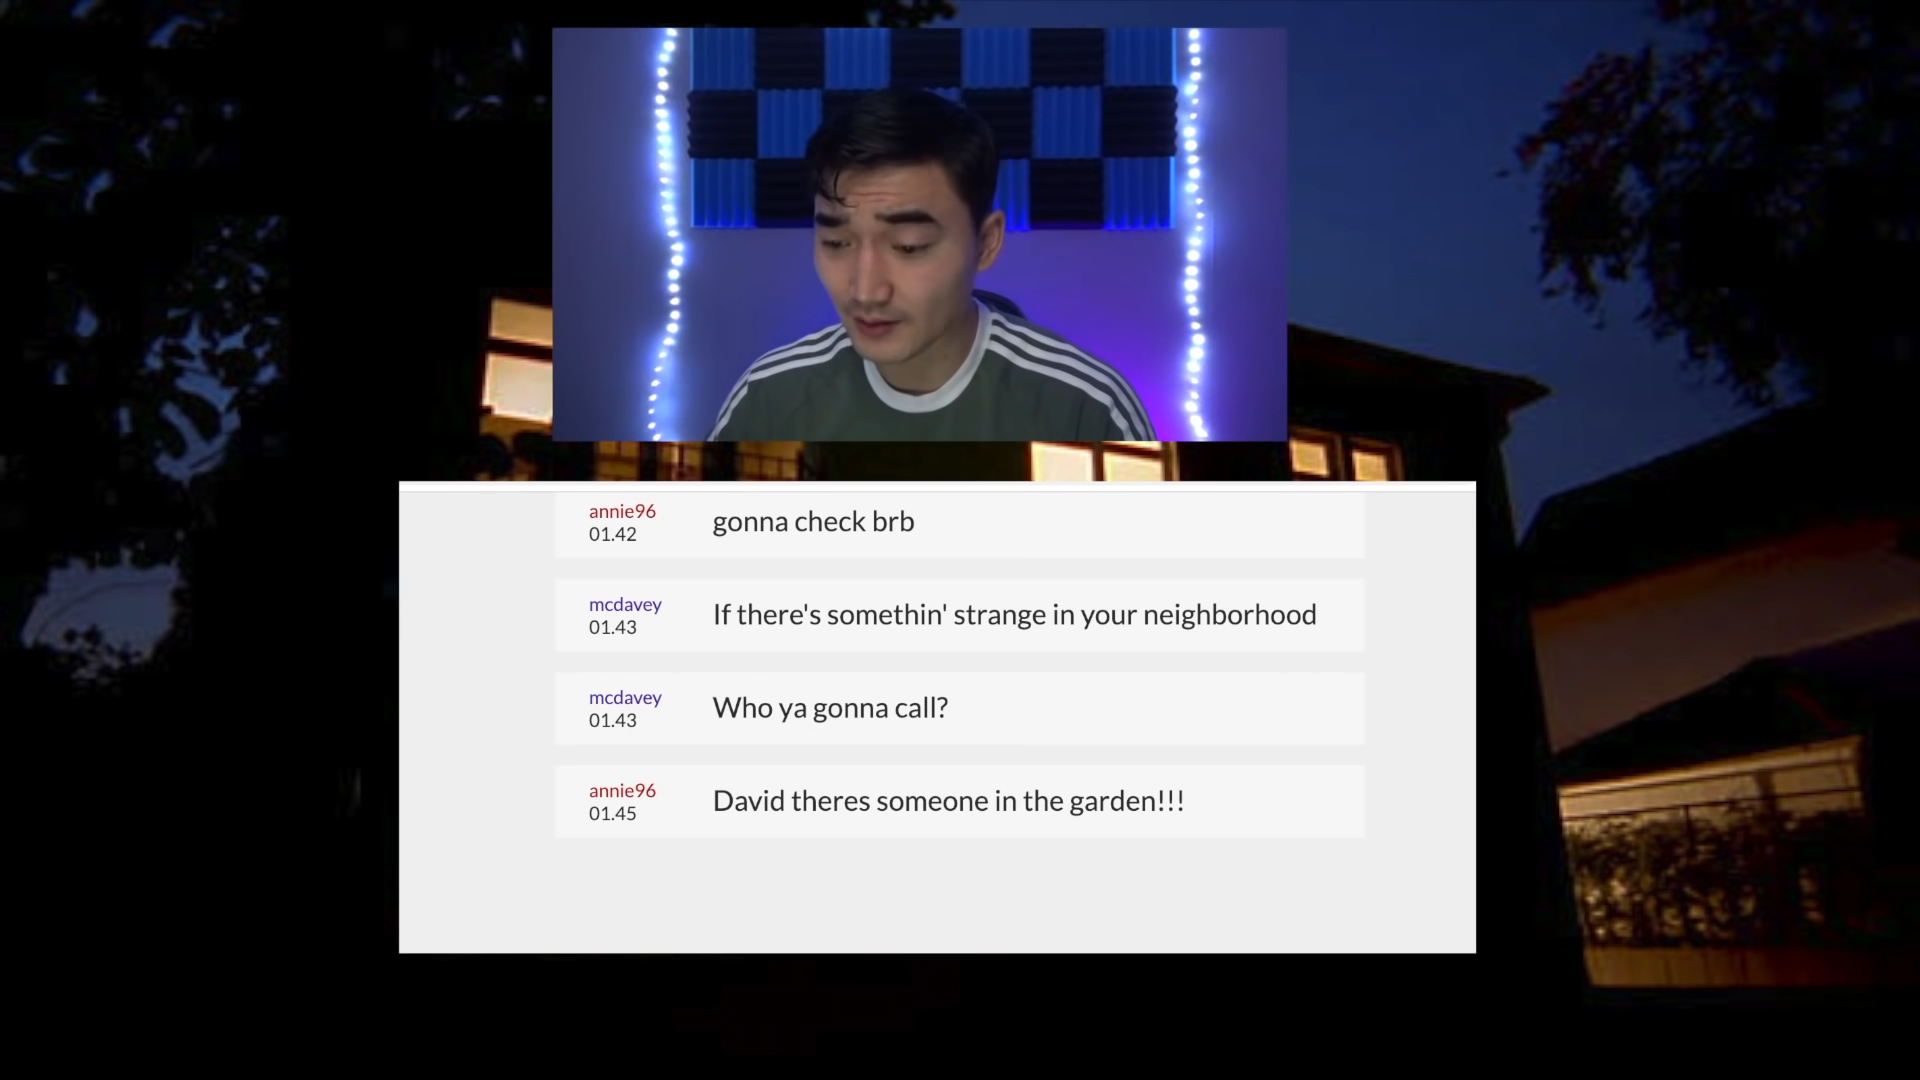 annie96
01.42
gonna check brb
mcdavey
01.43
If there's somethin' strange in your neighborhood
mcdavey
01.43
Who ya gonna call?
annie96
01.45
David theres someone in the garden!!!